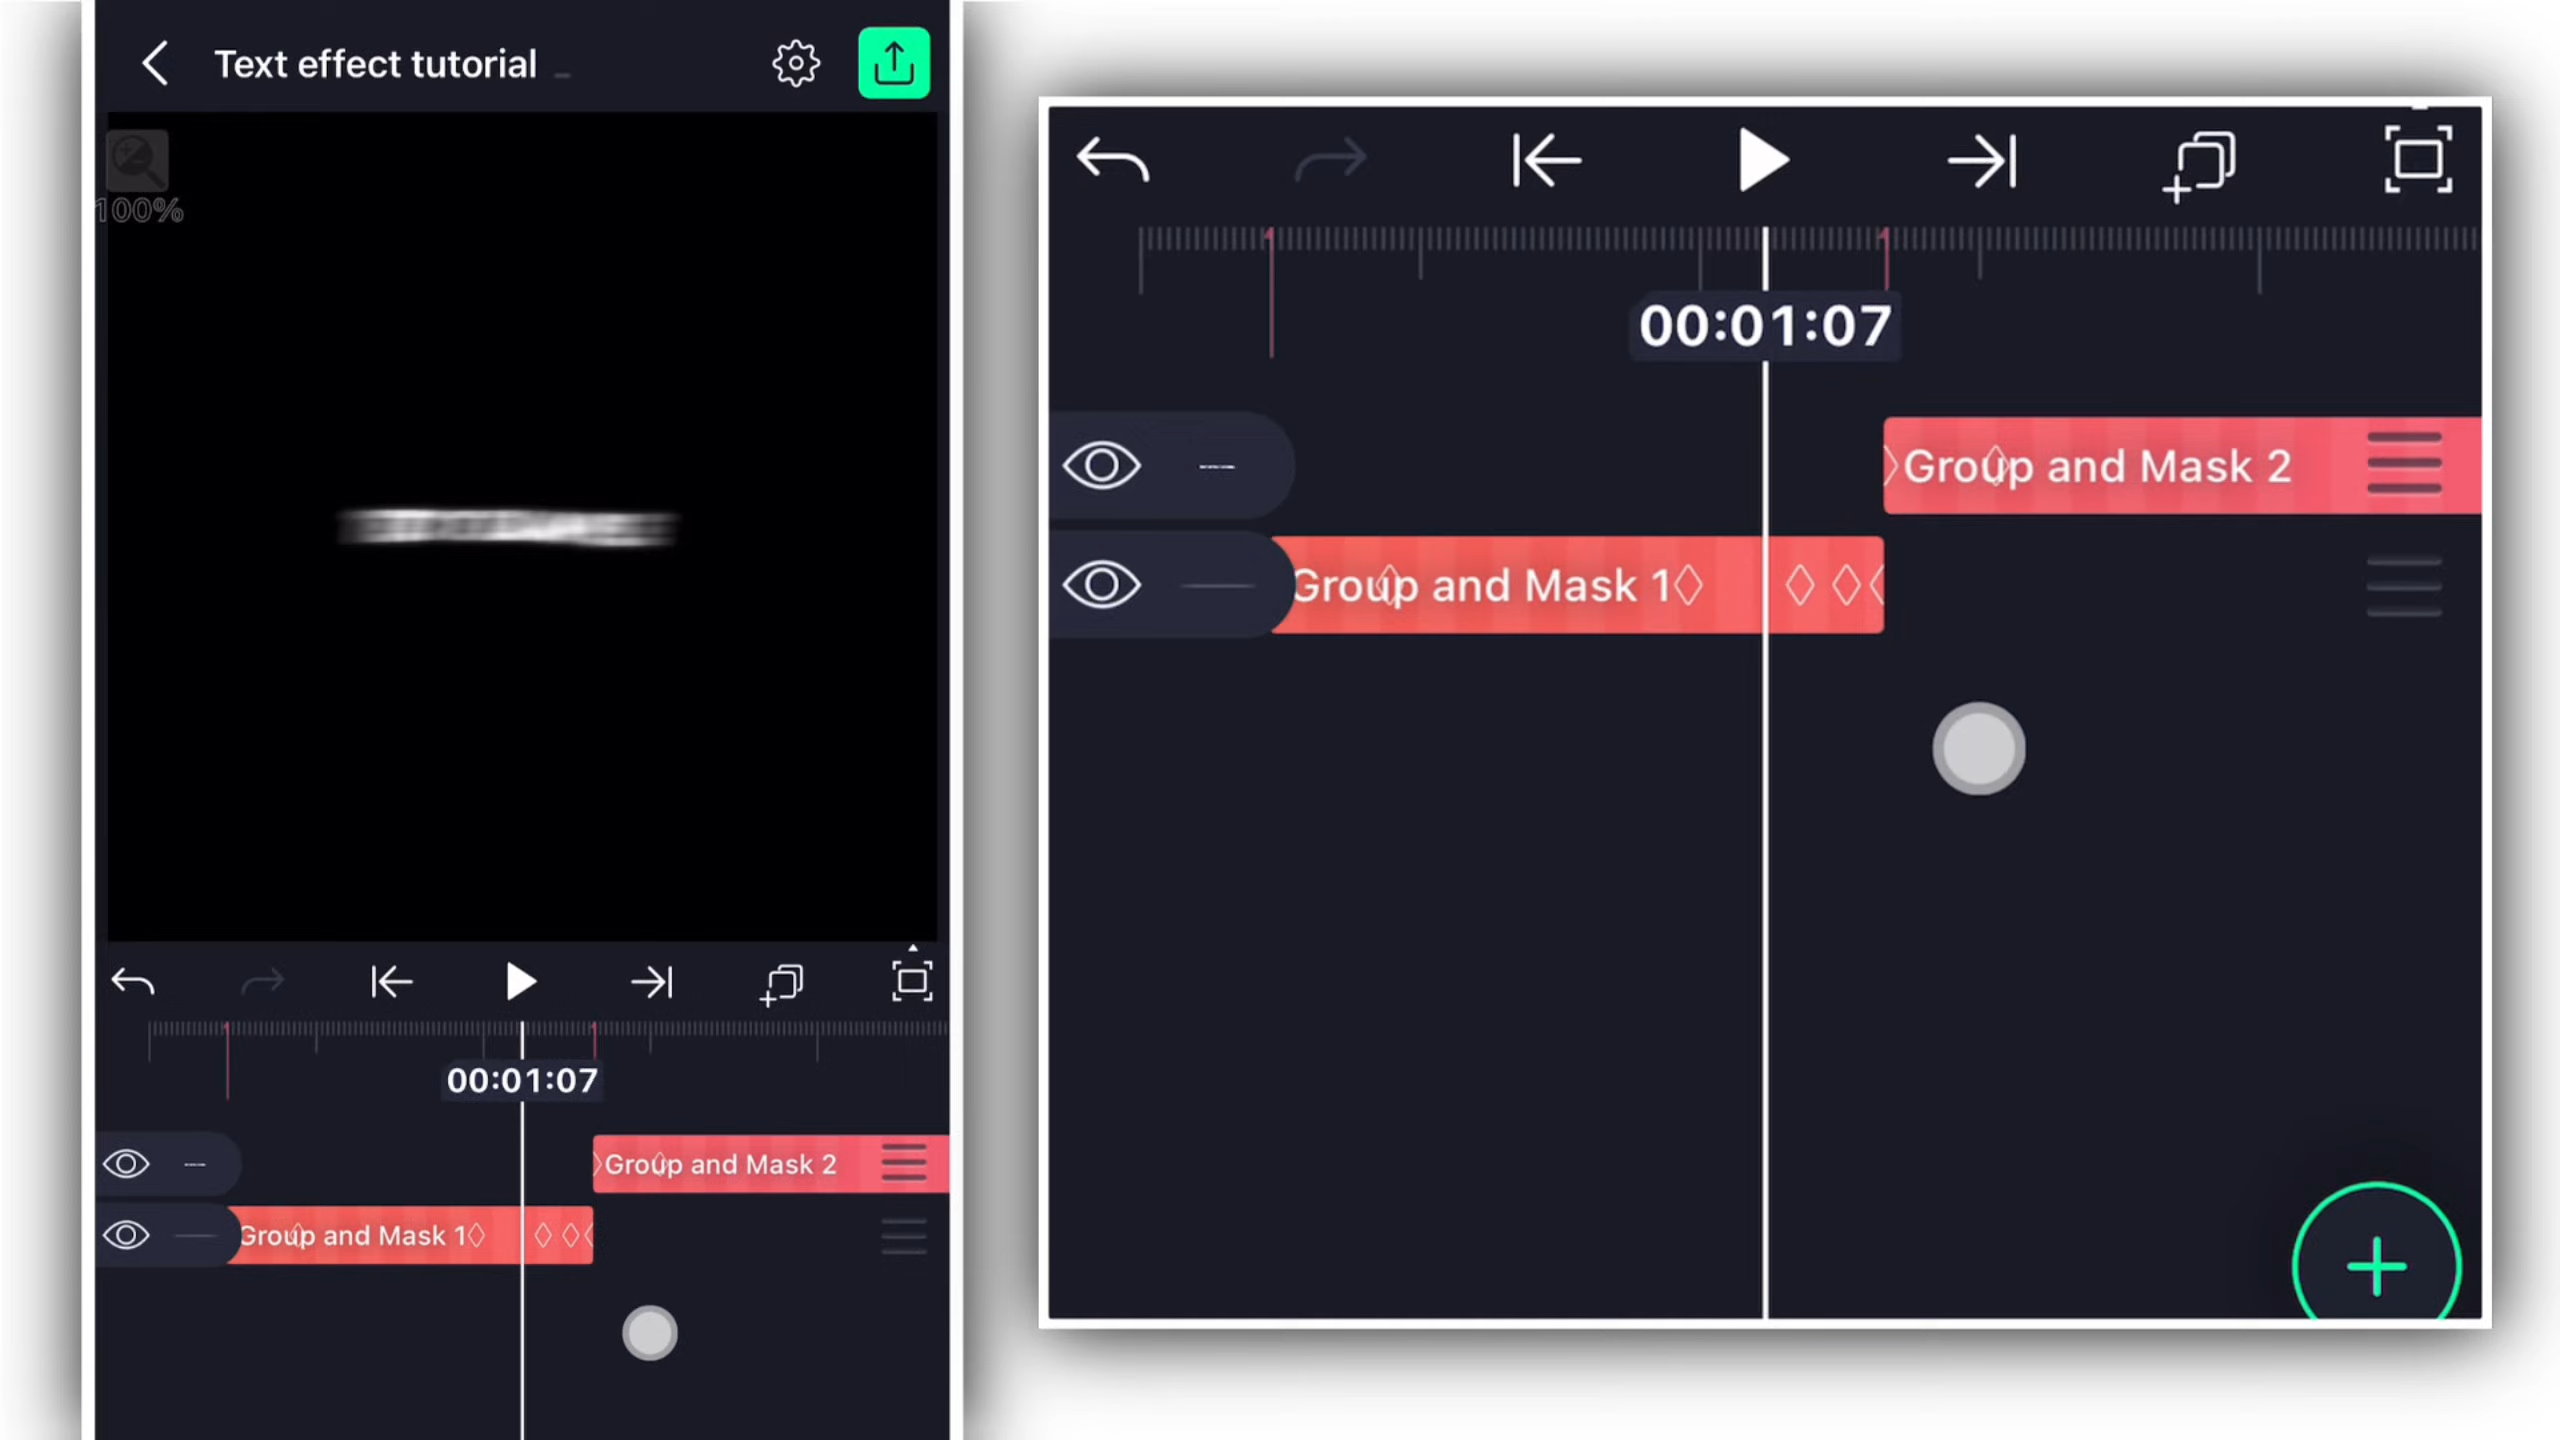 Text effect tutorial _
100%
00:01:07
Group and Mask 2
Group and Mask 1
00:01:07
Group and Mask 2
Group and Mask 1